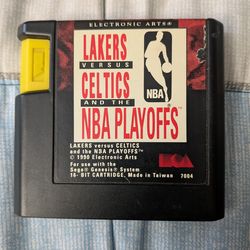 ELECTRONIC ARTS®
LAKERS
VERSUS
CELTICS
AND THE
NBA PLAYOFFS™
NBA
LAKERS versus CELTICS
and the NBA PLAYOFFS™
© 1990 Electronic Arts
For use with the
Sega® Genesis® System
16- BIT CARTRIDGE, Made in Taiwan 7004